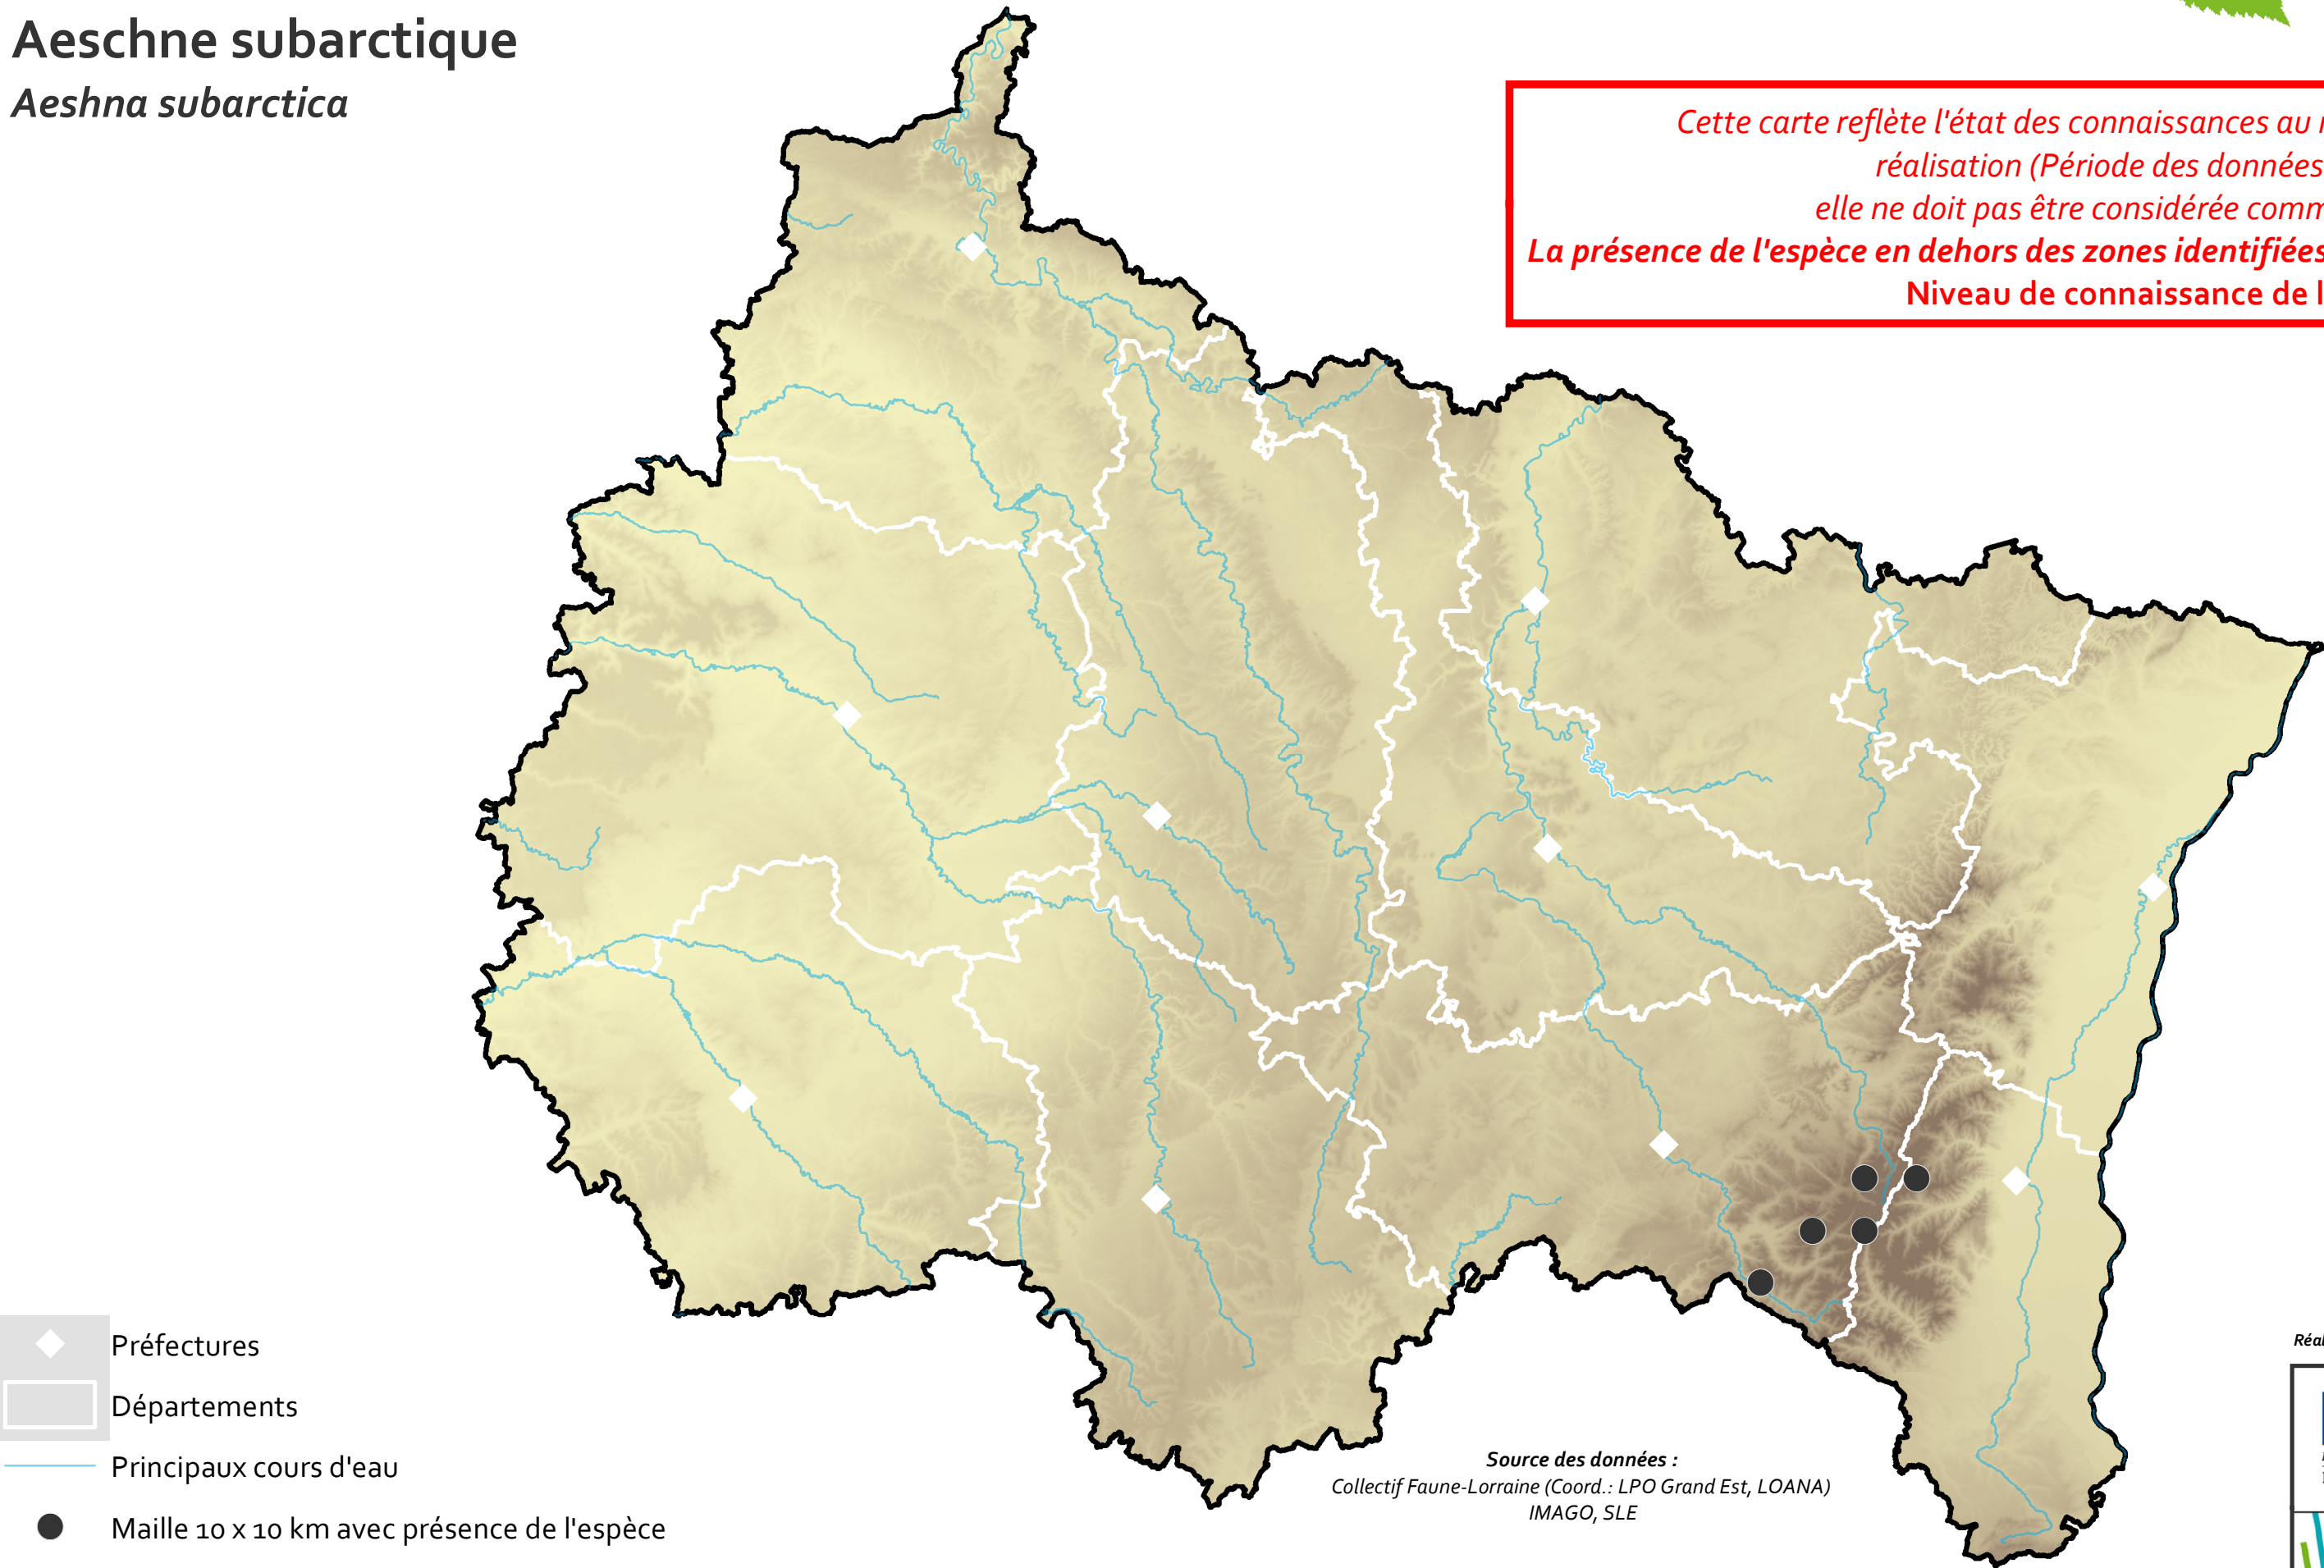 Aeschne subarctique
Aeshna subarctica
Cette carte reflète l'état des connaissances au
réalisation (Période des données
elle ne doit pas être considérée
La présence de l'espèce en dehors des zones identifiées
Niveau de connaissance de
Préfectures
Départements
Principaux cours d'eau
Maille 10 x 10 km avec présence de l'espèce
Source des données :
Collectif Faune-Lorraine (Coord.: LPO Grand Est, LOANA)
IMAGO, SLE